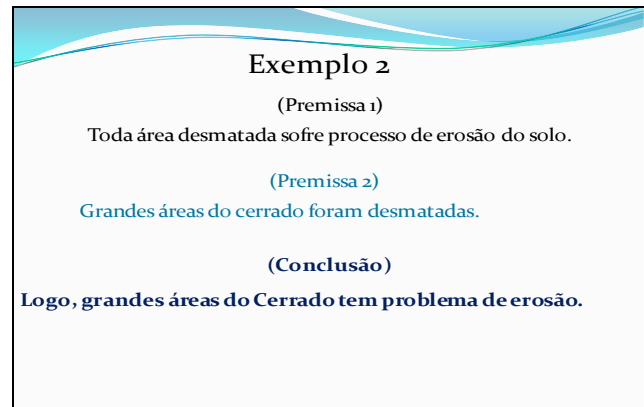 Exemplo 2
(Premissa 1)
Toda área desmatada sofre processo de erosão do solo.
(Premissa 2)
Grandes áreas do cerrado foram desmatadas.
(Conclusão)
Logo, grandes áreas do Cerrado tem problema de erosão.